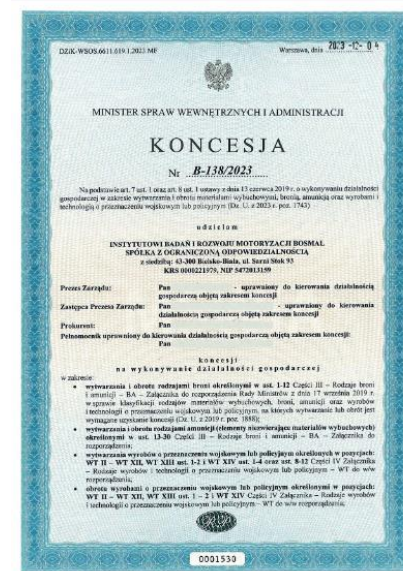 DZiK-WSOS.6611.619.1.2023.MF
Warszawa, dnia 2023 -12- 04
MINISTER SPRAW WEWNĘTRZNYCH I ADMINISTRACJI
KONCESJA
Nr B-138/2023
Na podstawie art. 7 ust. 1 oraz art. 8 ust. 1 ustawy z dnia 13 czerwca 2019 r. o wykonywaniu działalności
gospodarczej w zakresie wytwarzania i obrotu materiałami wybuchowymi, bronią, amunicją oraz wyrobami i
technologią o przeznaczeniu wojskowym lub policyjnym (Dz. U. z 2023 r. poz. 1743)
udzielam
INSTYTUTOWI BADAŃ I ROZWOJU MOTORYZACJI BOSMAL
SPÓŁKA Z OGRANICZONĄ ODPOWIEDZIALNOŚCIĄ
z siedzibą: 43-300 Bielsko-Biała, ul. Sarni Stok 93
KRS 0000221979, NIP 5472013159
Prezes Zarządu: Pan - uprawniony do kierowania działalnością
gospodarczą objętą zakresem koncesji
Zastępca Prezesa Zarządu: Pan - uprawniony do kierowania
działalnością gospodarczą objętą zakresem koncesji
Prokurent: Pan
Pełnomocnik uprawniony do kierowania działalnością gospodarczą objętą zakresem koncesji:
Pan
koncesji
na wykonywanie działalności gospodarczej
w zakresie:
• wytwarzania i obrotu rodzajami broni określonymi w ust. 1-12 Części III – Rodzaje broni
i amunicji – BA – Załącznika do rozporządzenia Rady Ministrów z dnia 17 września 2019 r.
w sprawie klasyfikacji rodzajów materiałów wybuchowych, broni, amunicji oraz wyrobów
i technologii o przeznaczeniu wojskowym lub policyjnym, na których wytwarzanie lub obrót jest
wymagane uzyskanie koncesji (Dz. U. z 2019 r. poz. 1888);
• wytwarzania i obrotu rodzajami amunicji (elementy niezawierające materiałów wybuchowych)
określonymi w ust. 13-30 Części III – Rodzaje broni i amunicji – BA – Załącznika do
rozporządzenia;
• wytwarzania wyrobów o przeznaczeniu wojskowym lub policyjnym określonych w pozycjach:
WT II – WT XII, WT XIII ust. 1-2 i WT XIV ust. 1-4 oraz ust. 8-12 Części IV Załącznika
– Rodzaje wyrobów i technologii o przeznaczeniu wojskowym lub policyjnym – WT do w/w
rozporządzenia;
• obrotu wyrobami o przeznaczeniu wojskowym lub policyjnym określonymi w pozycjach:
WT II – WT XII, WT XIII ust. 1 – 2 i WT XIV Części IV Załącznika – Rodzaje wyrobów
i technologii o przeznaczeniu wojskowym lub policyjnym – WT do w/w rozporządzenia.
0001530